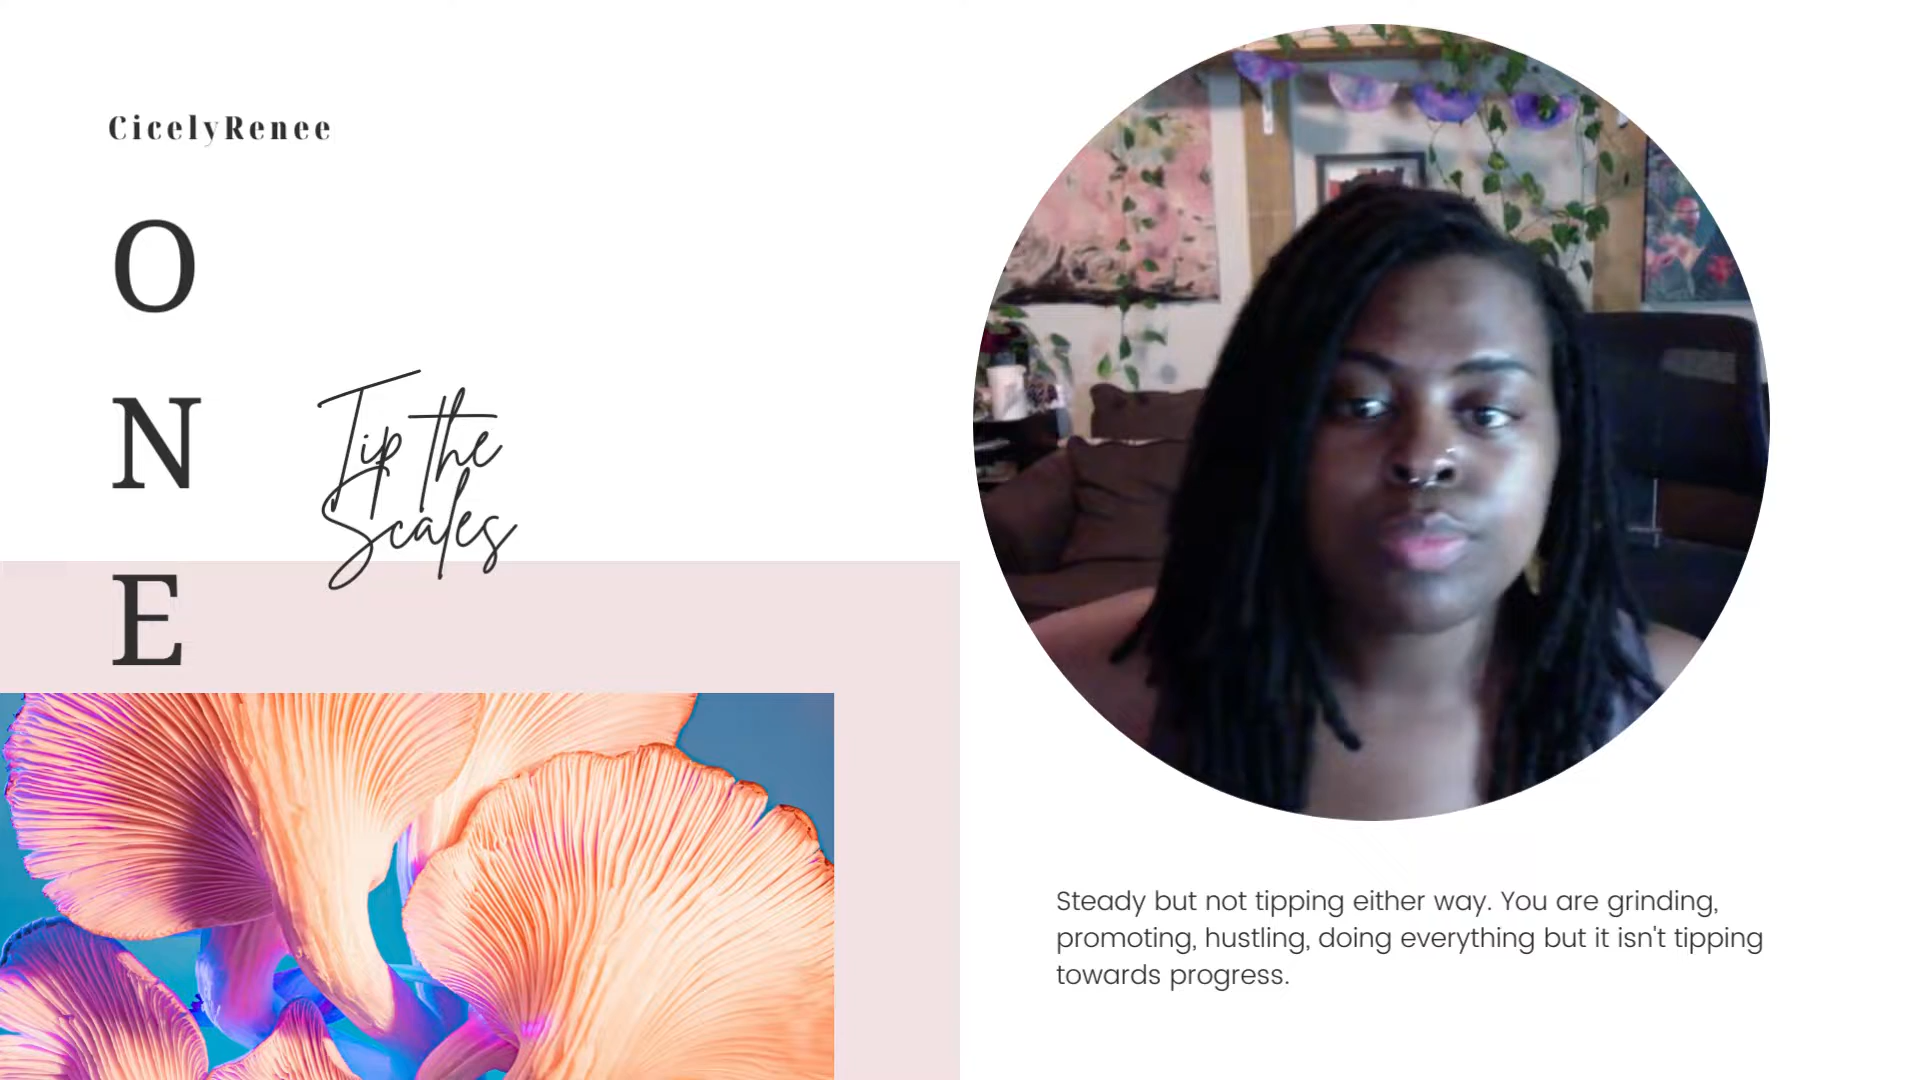 CicelyRenee
O
N
E
Tip the
Scales
Steady but not tipping either way. You are grinding,
promoting, hustling, doing everything but it isn't tipping
towards progress.